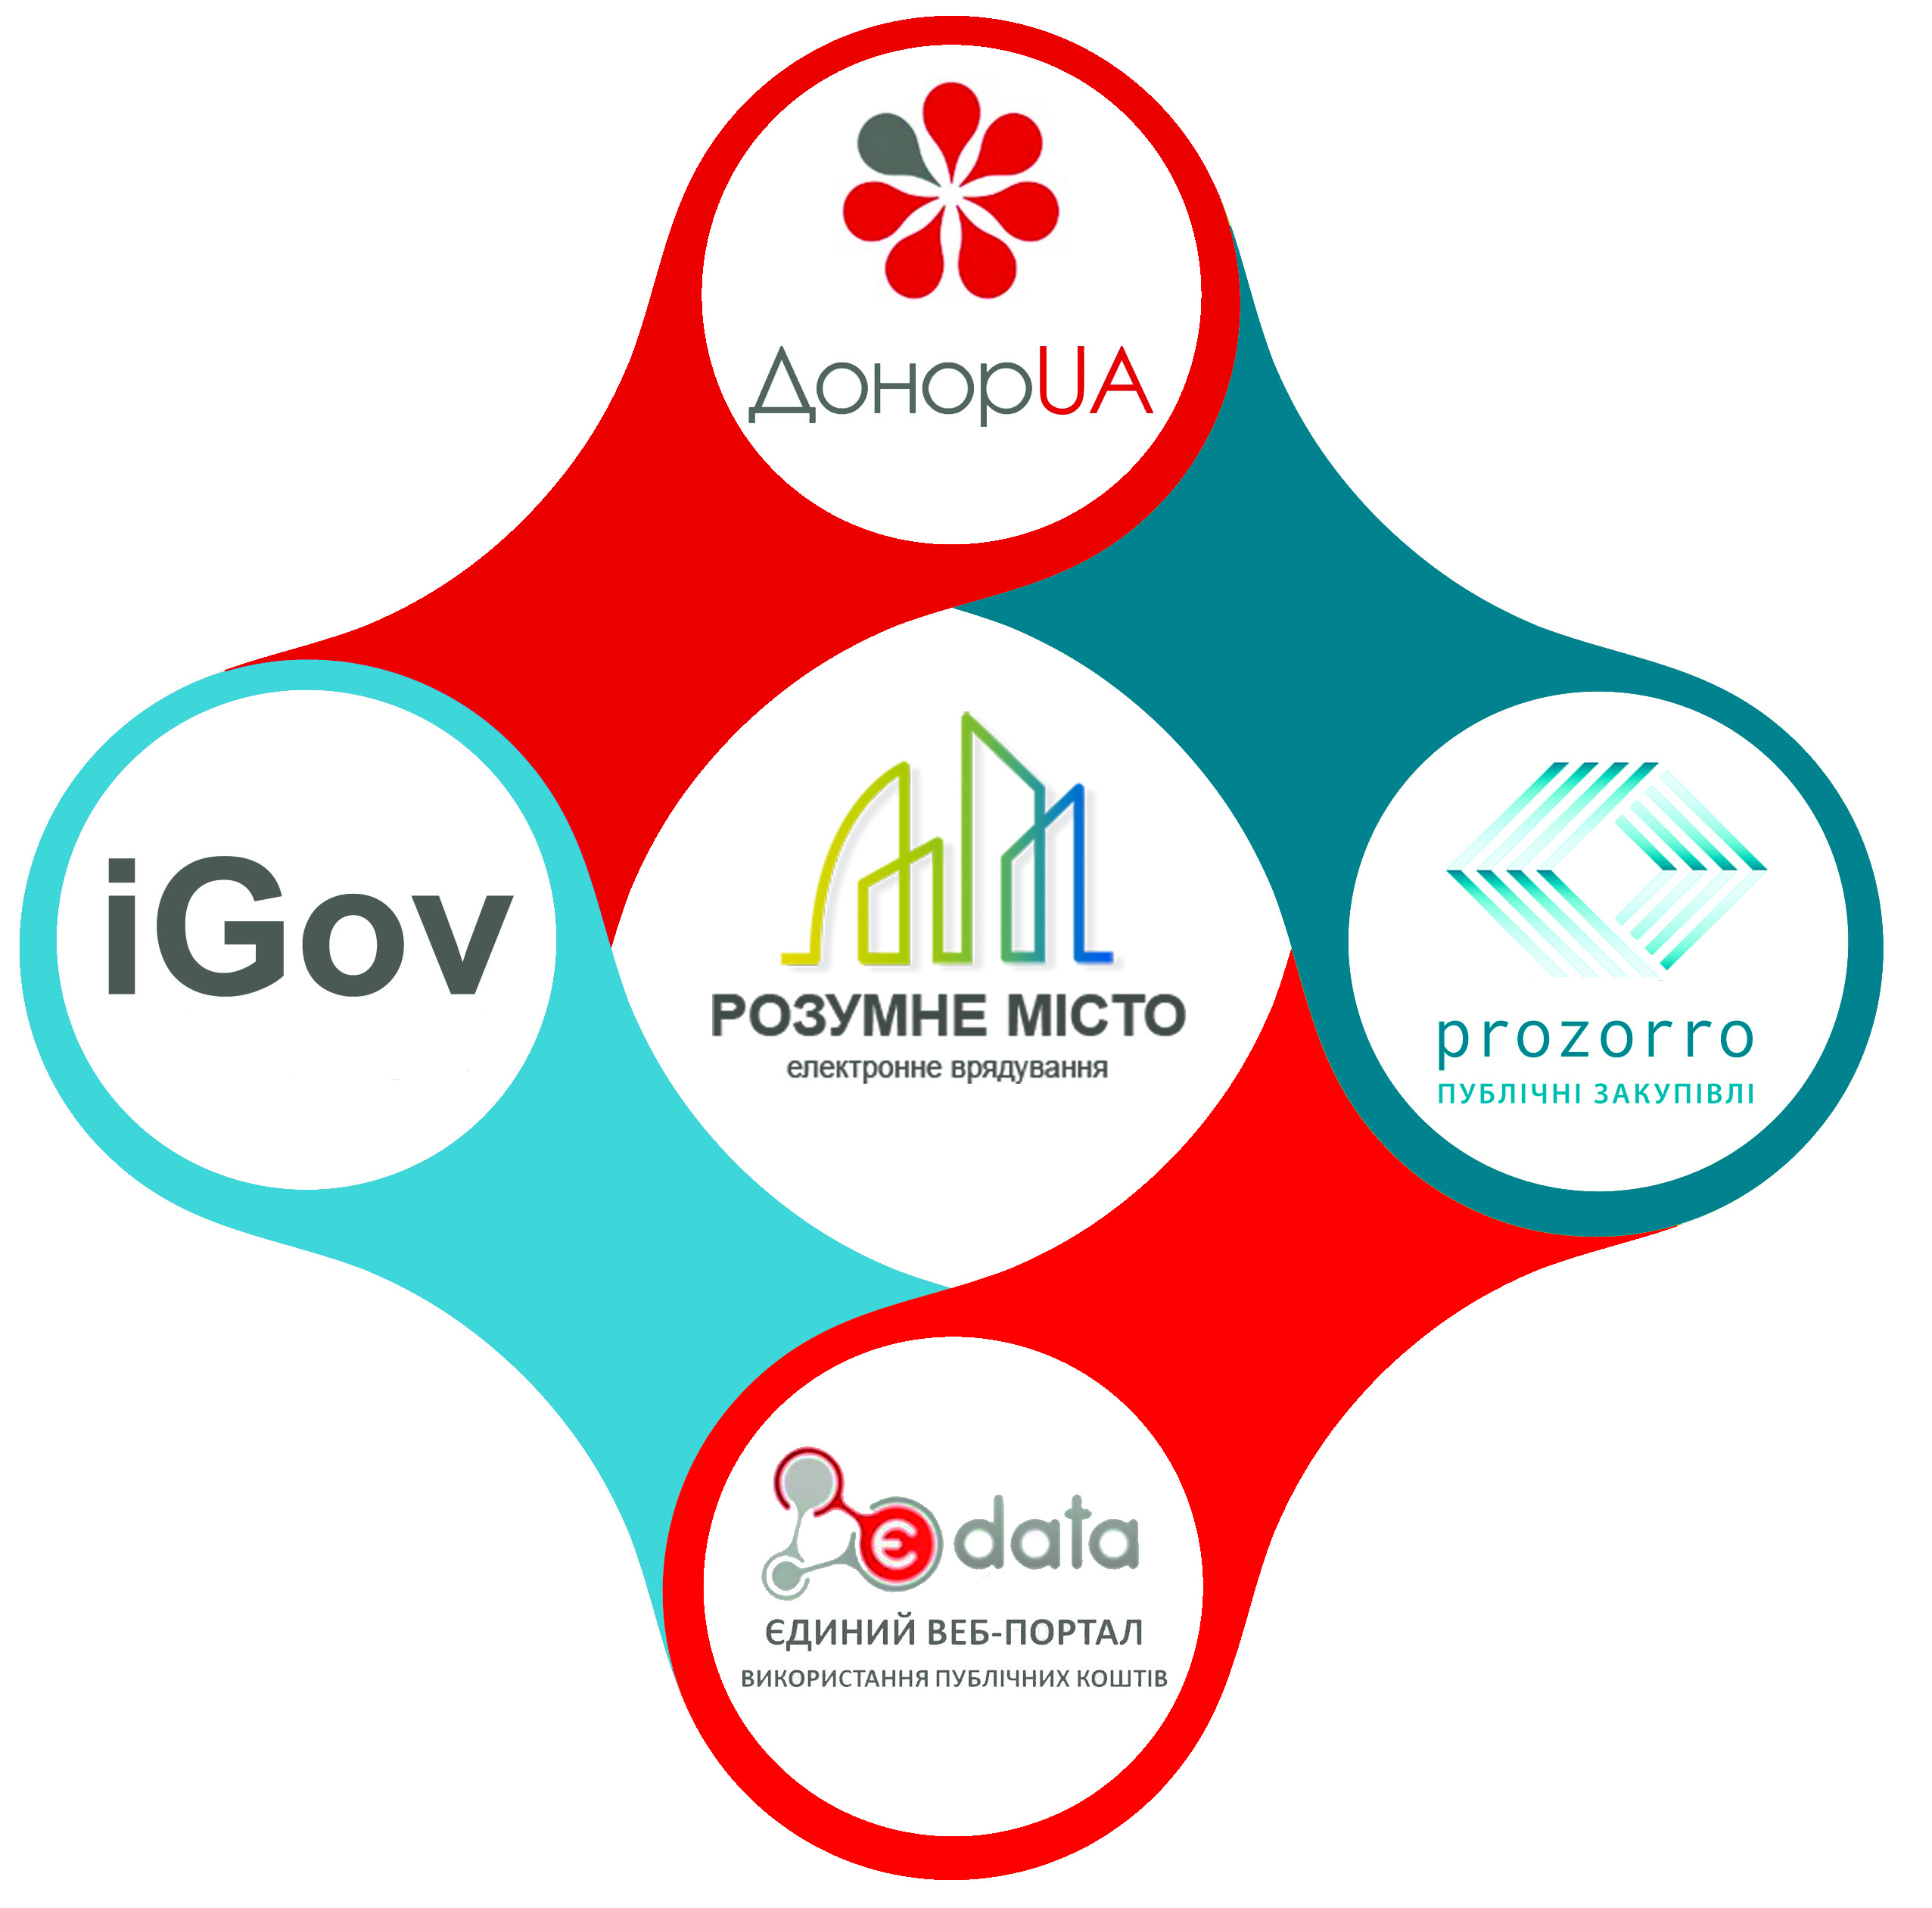 ДонорUA
iGov
РОЗУМНЕ МІСТО
електронне врядування
prozorro
ПУБЛІЧНІ ЗАКУПІВЛІ
є data
ЄДИНИЙ ВЕБ-ПОРТАЛ
ВИКОРИСТАННЯ ПУБЛІЧНИХ КОШТІВ